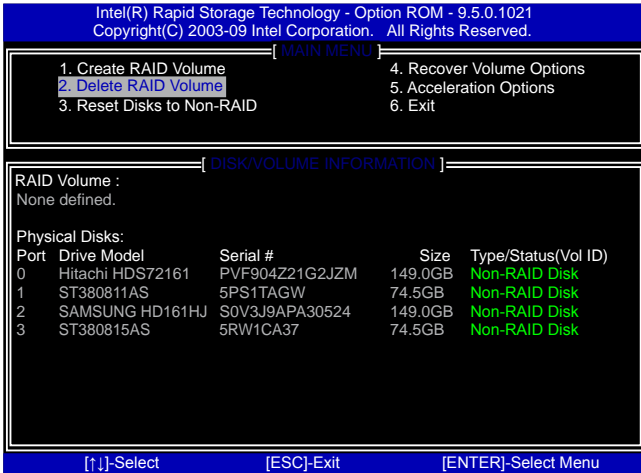 Intel(R) Rapid Storage Technology - Option ROM - 9.5.0.1021
Copyright(C) 2003-09 Intel Corporation. All Rights Reserved.
[ MAIN MENU ]
1. Create RAID Volume
2. Delete RAID Volume
3. Reset Disks to Non-RAID
4. Recover Volume Options
5. Acceleration Options
6. Exit
[ DISK/VOLUME INFORMATION ]
RAID Volume :
None defined.
Physical Disks:
Port Drive Model Serial # Size Type/Status(Vol ID)
0 Hitachi HDS72161 PVF904Z21G2JZM 149.0GB Non-RAID Disk
1 ST380811AS 5PS1TAGW 74.5GB Non-RAID Disk
2 SAMSUNG HD161HJ S0V3J9APA30524 149.0GB Non-RAID Disk
3 ST380815AS 5RW1CA37 74.5GB Non-RAID Disk
[↑↓]-Select [ESC]-Exit [ENTER]-Select Menu